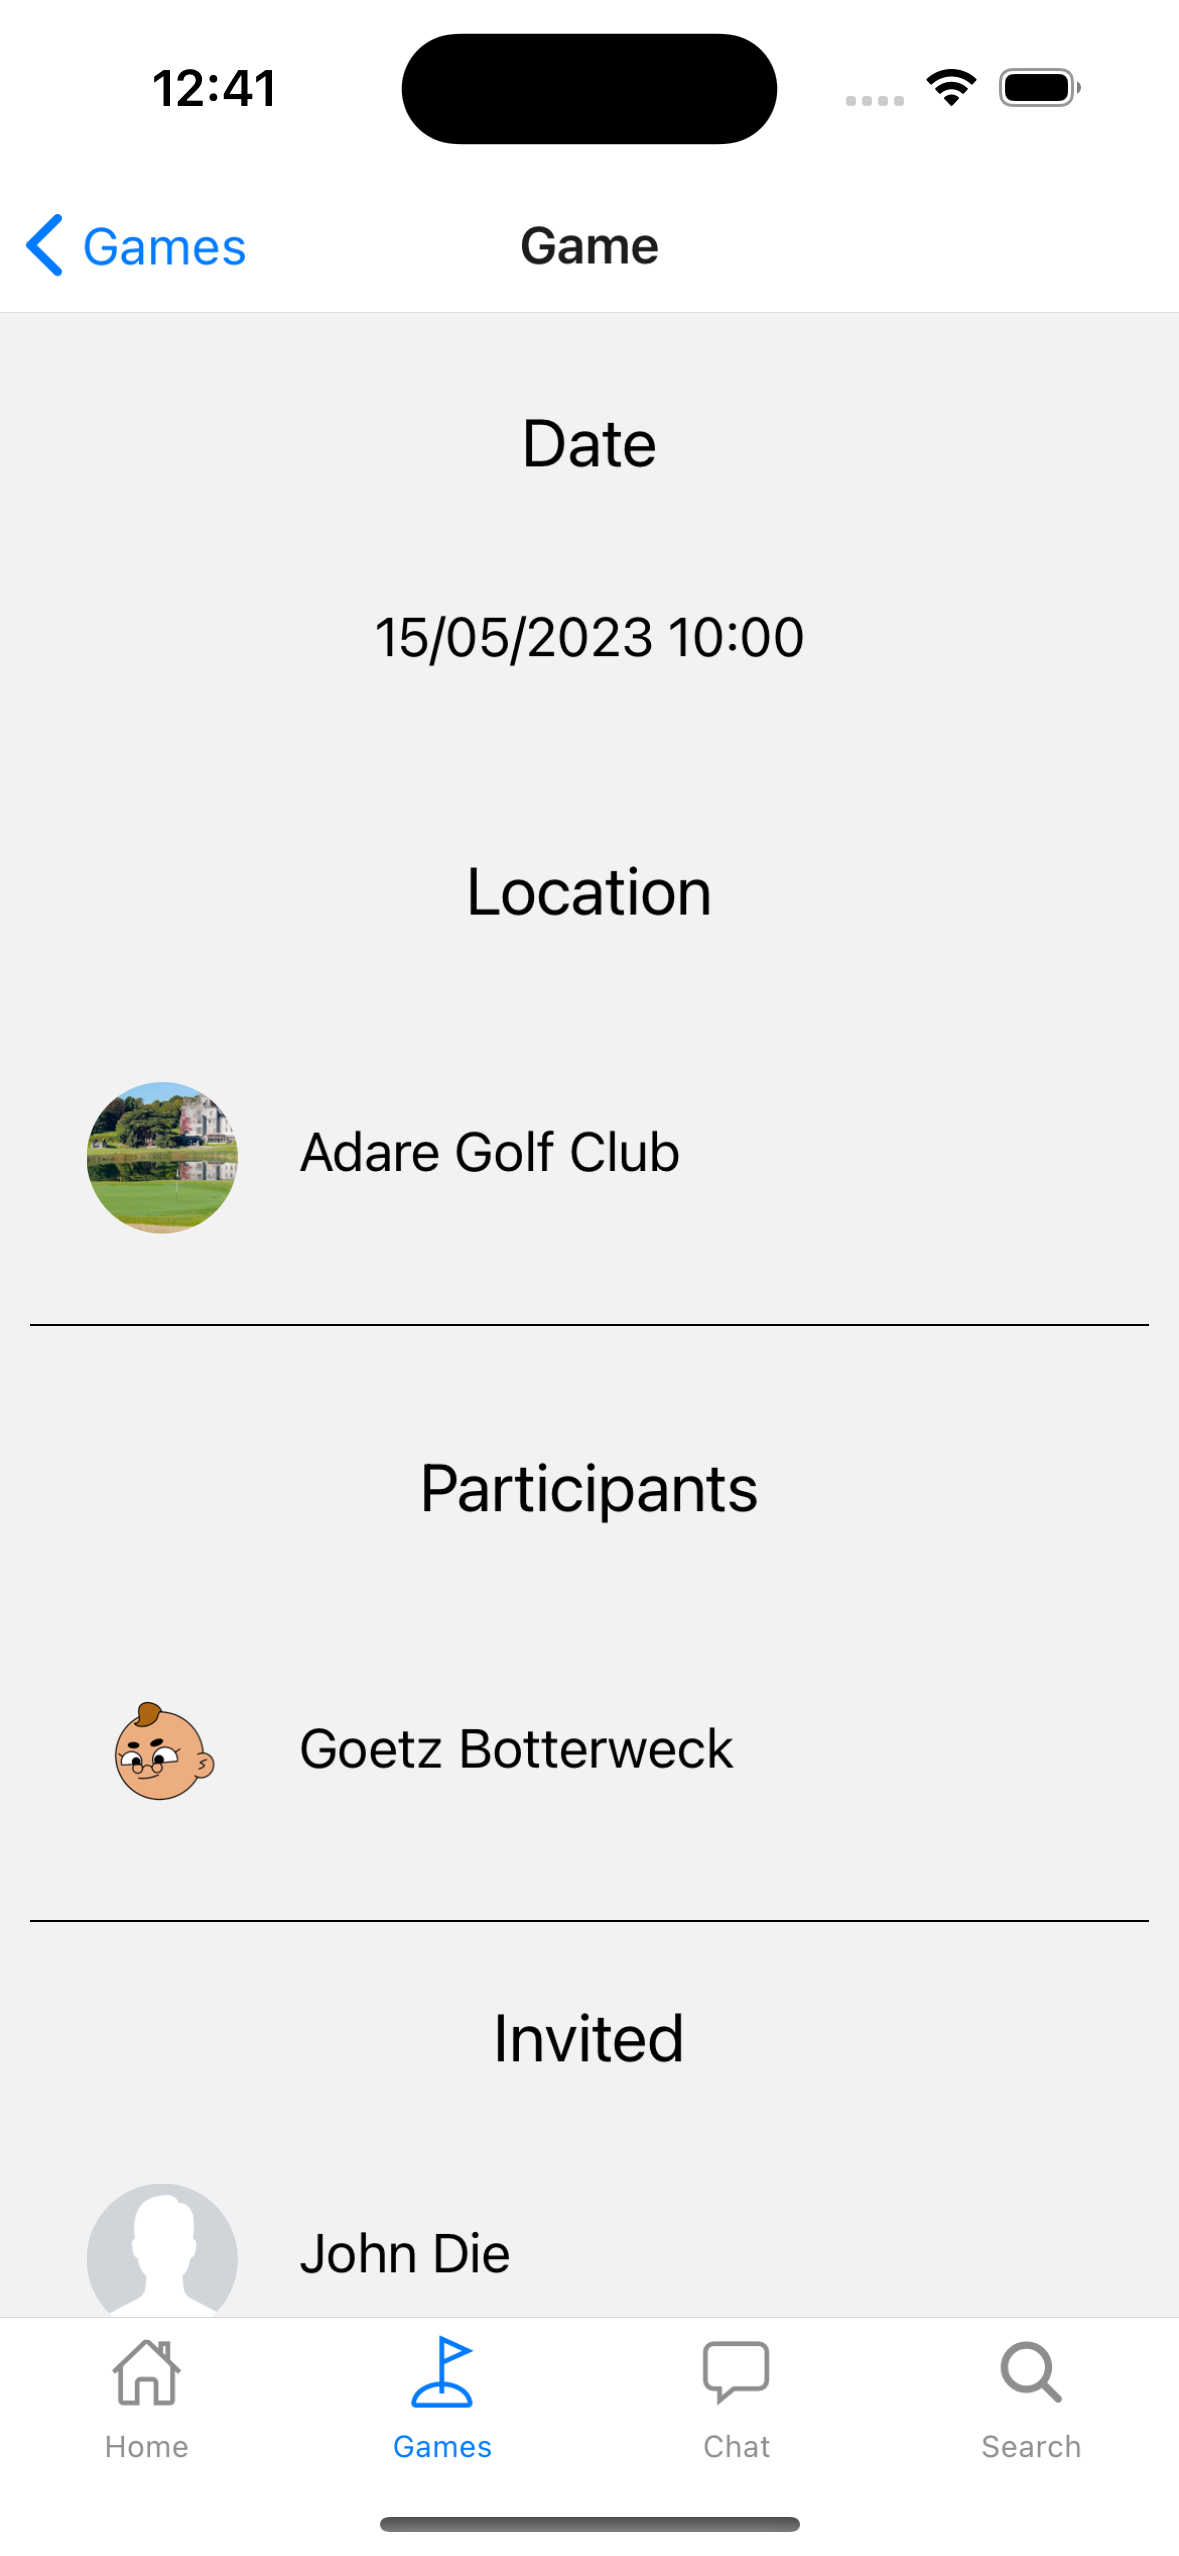 12:41
Games
Game
Date
15/05/2023 10:00
Location
Adare Golf Club
Participants
Goetz Botterweck
Invited
John Die
Home
Games
Chat
Search